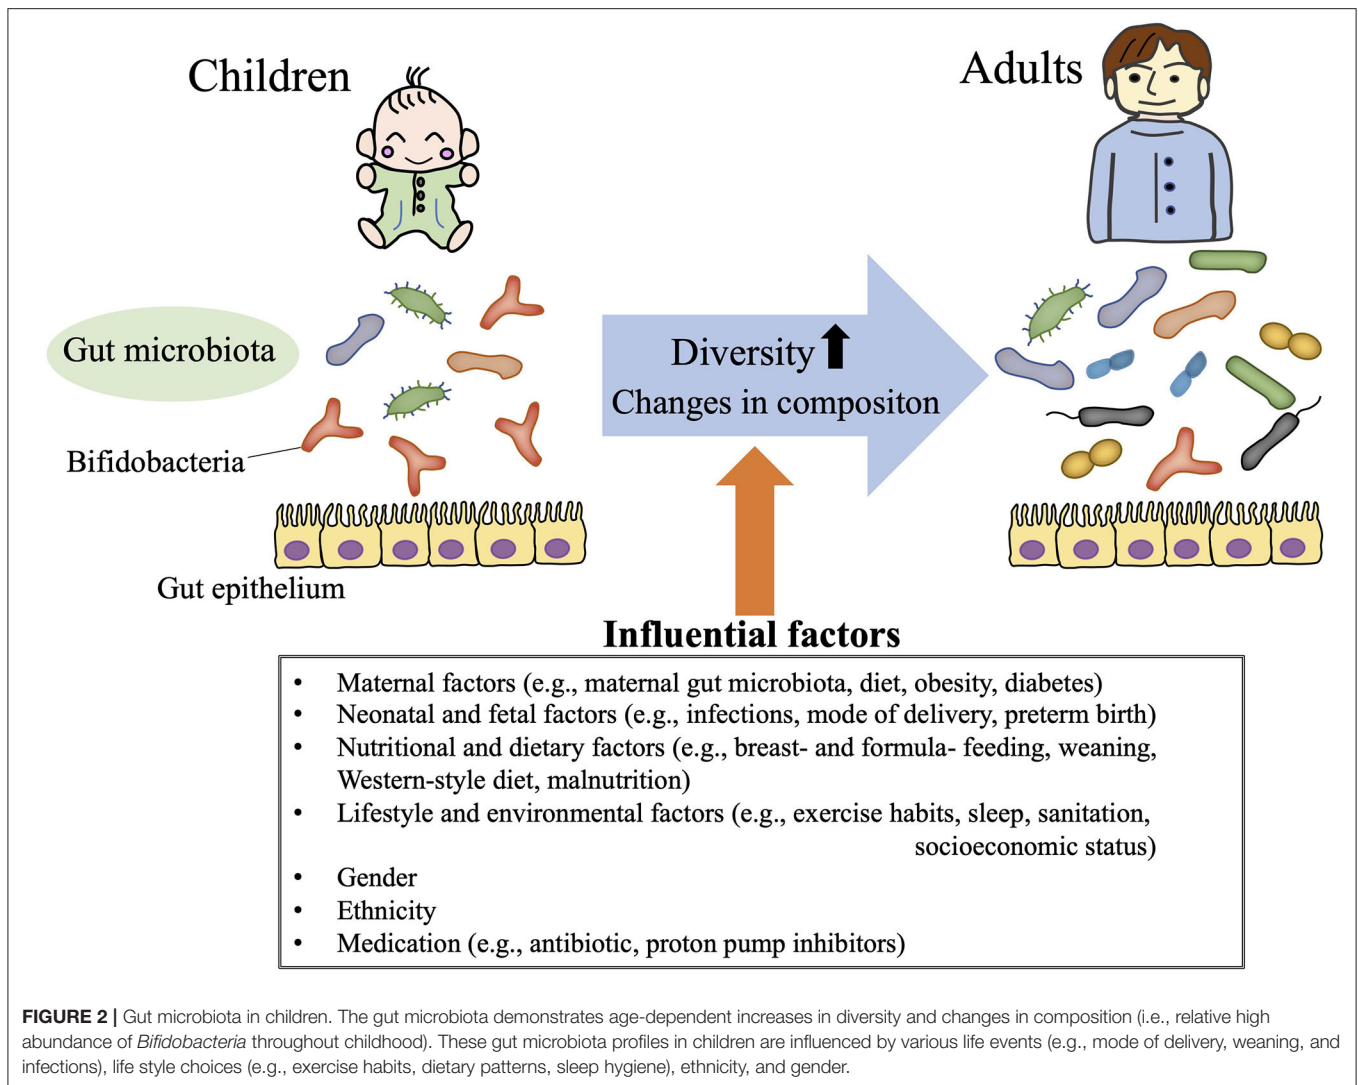 Children
Adults
Gut microbiota
Diversity
Changes in compositon
Bifidobacteria
Gut epithelium
Influential factors
• Maternal factors (e.g., maternal gut microbiota, diet, obesity, diabetes)
• Neonatal and fetal factors (e.g., infections, mode of delivery, preterm birth)
• Nutritional and dietary factors (e.g., breast- and formula- feeding, weaning,
Western-style diet, malnutrition)
• Lifestyle and environmental factors (e.g., exercise habits, sleep, sanitation,
socioeconomic status)
• Gender
• Ethnicity
• Medication (e.g., antibiotic, proton pump inhibitors)
FIGURE 2 | Gut microbiota in children. The gut microbiota demonstrates age-dependent increases in diversity and changes in composition (i.e., relative high
abundance of Bifidobacteria throughout childhood). These gut microbiota profiles in children are influenced by various life events (e.g., mode of delivery, weaning, and
infections), life style choices (e.g., exercise habits, dietary patterns, sleep hygiene), ethnicity, and gender.